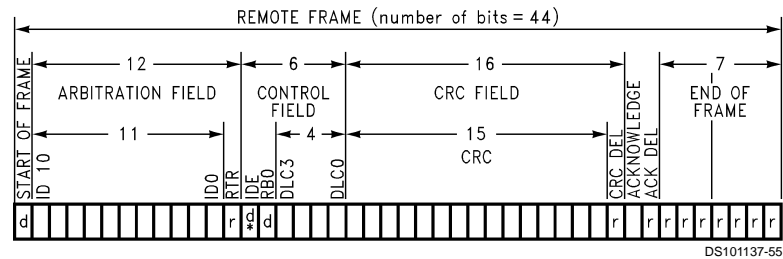 REMOTE FRAME (number of bits = 44)
12
6
16
7
ARBITRATION FIELD
CONTROL
FIELD
CRC FIELD
END OF
FRAME
11
4
15
CRC
START OF FRAME
ID 10
ID0
RTR
IDE
RB0
DLC3
DLC0
CRC DEL
ACKNOWLEDGE
ACK DEL
d r d d r r r r r r r r r
*
DS101137-55